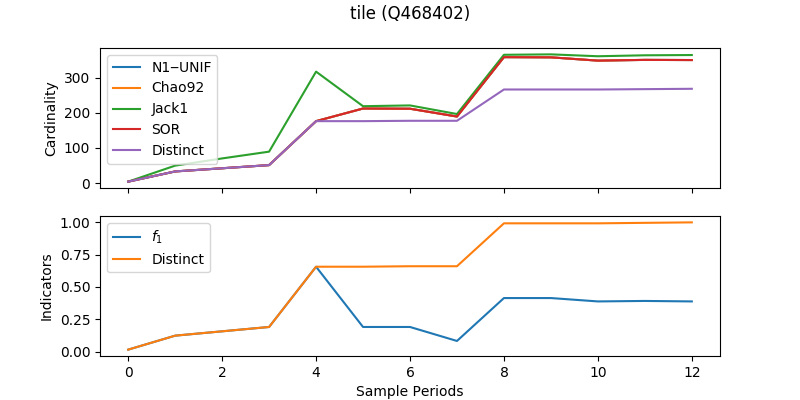 tile (Q468402)
Cardinality
300
200
100
0
N1‒UNIF
Chao92
Jack1
SOR
Distinct
Indicators
1.00
0.75
0.50
0.25
0.00
f₁
Distinct
0 2 4 6 8 10 12
Sample Periods